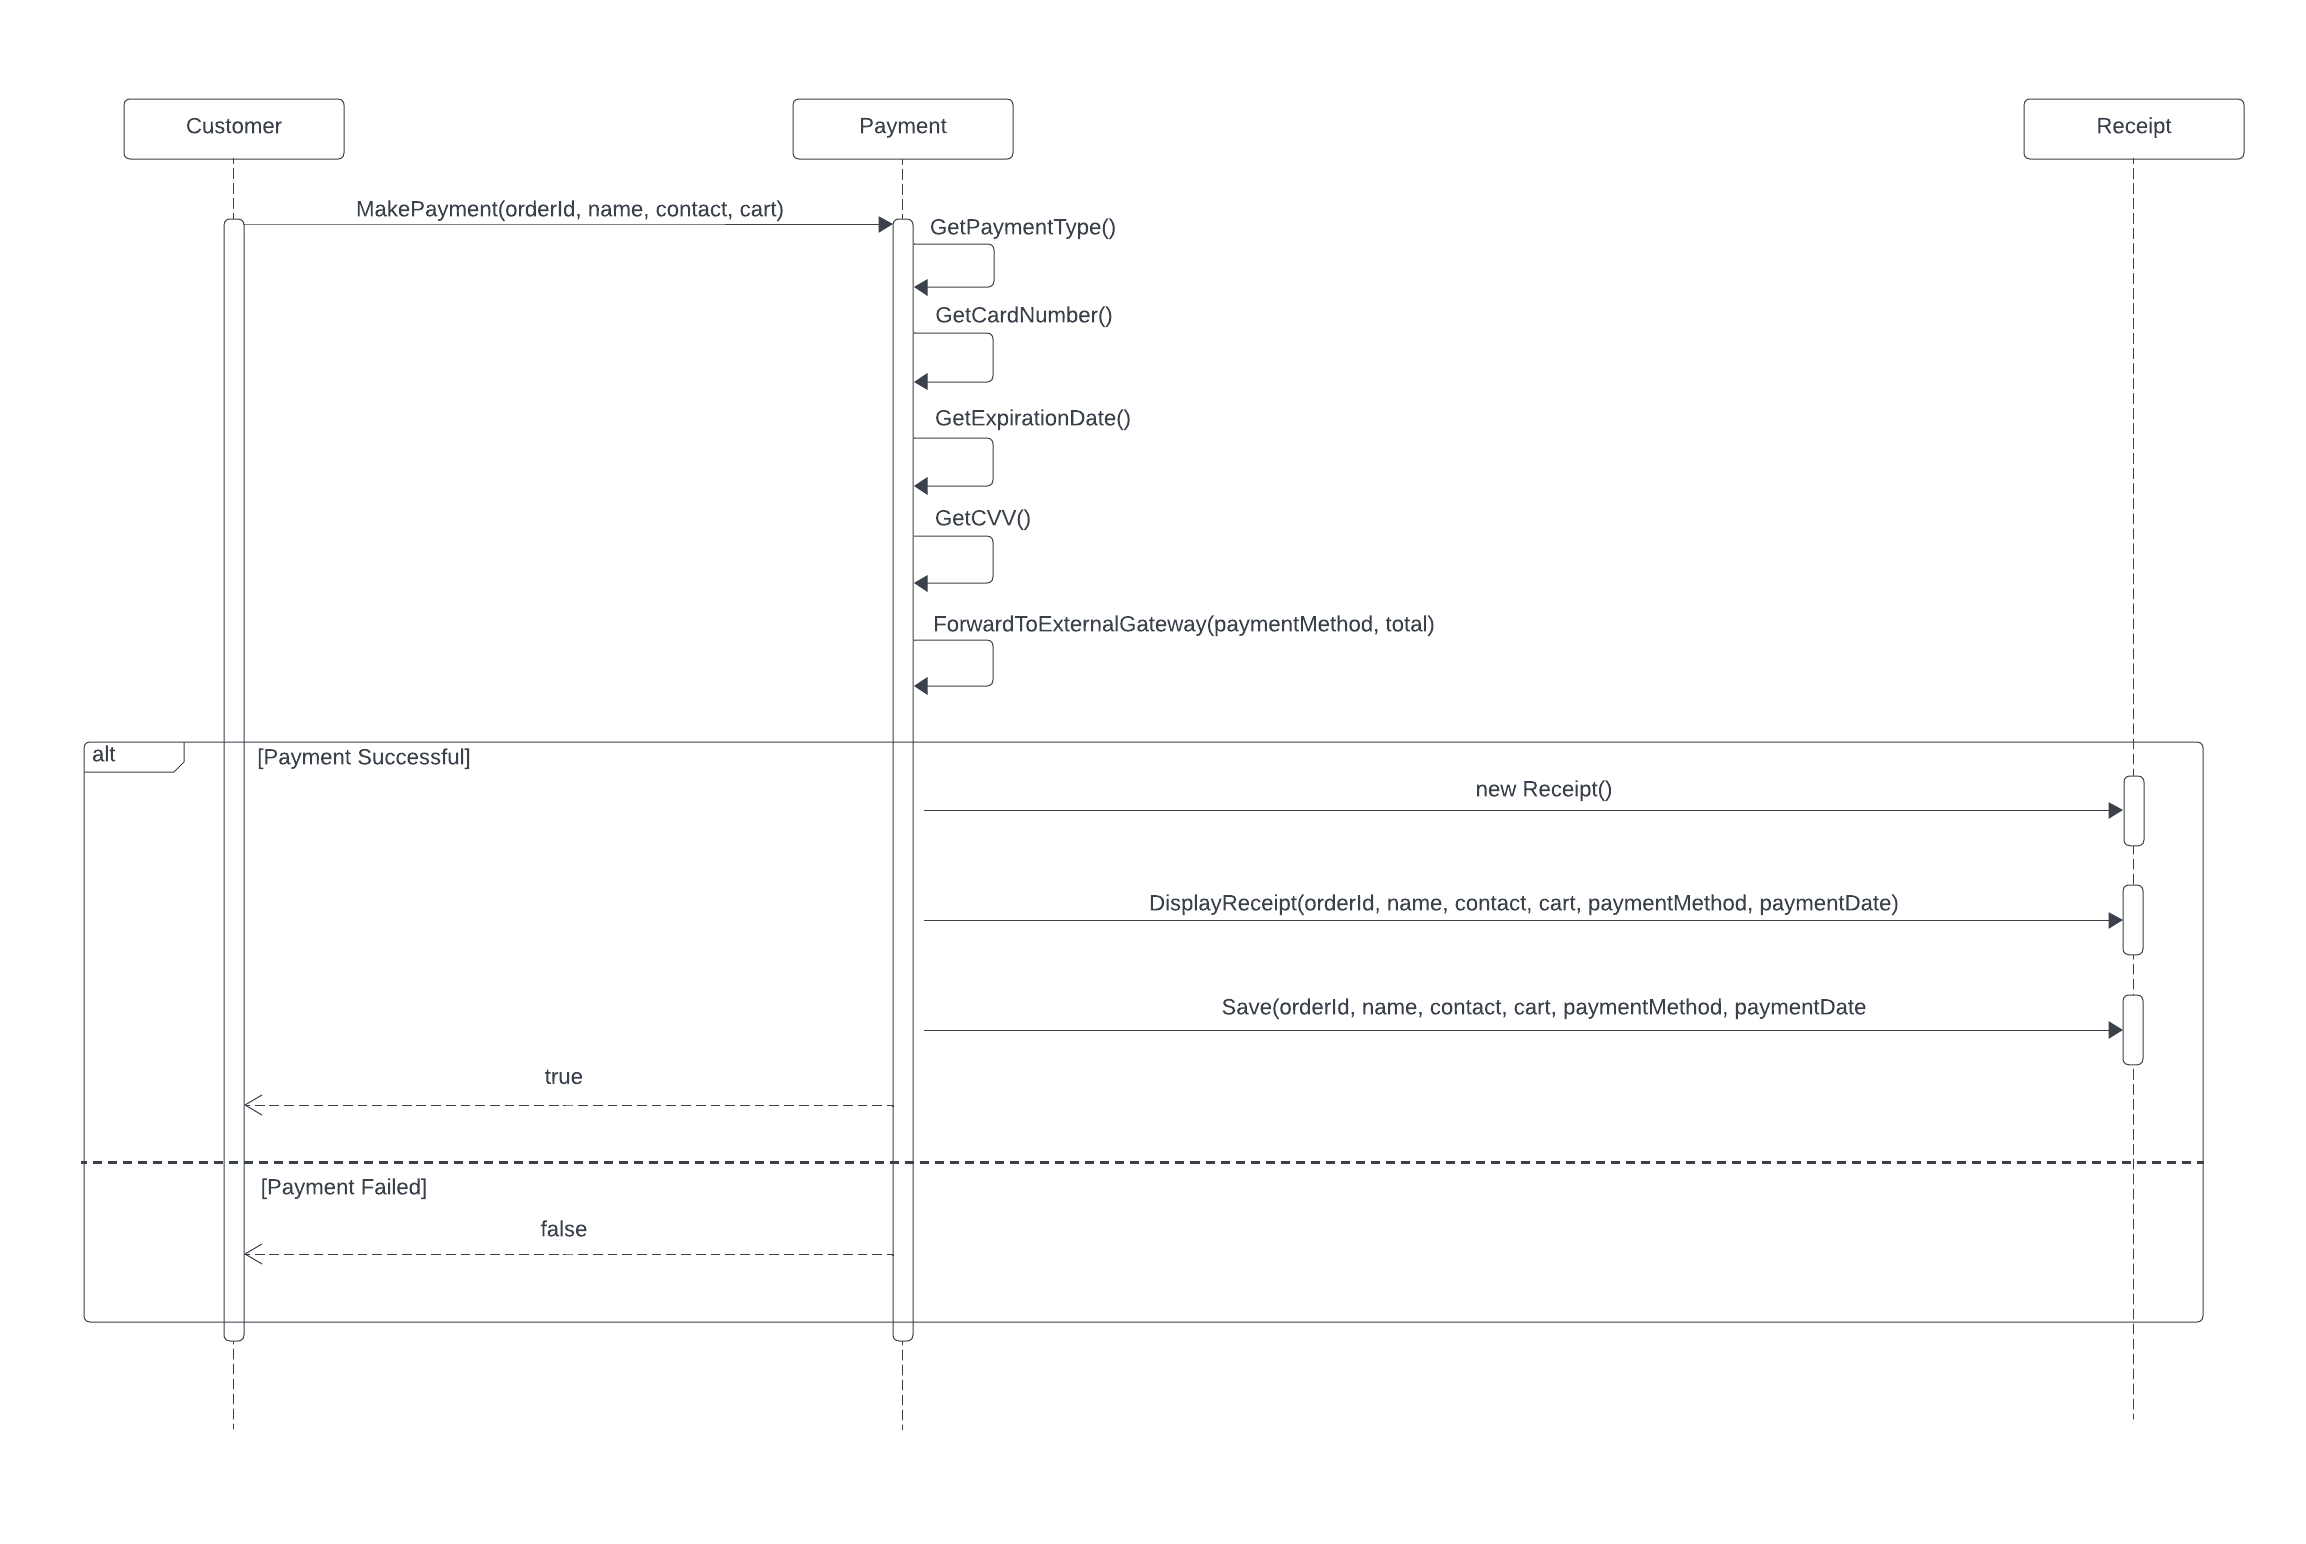 Customer
Payment
Receipt
MakePayment(orderId, name, contact, cart)
GetPaymentType()
GetCardNumber()
GetExpirationDate()
GetCVV()
ForwardToExternalGateway(paymentMethod, total)
alt
[Payment Successful]
new Receipt()
DisplayReceipt(orderId, name, contact, cart, paymentMethod, paymentDate)
Save(orderId, name, contact, cart, paymentMethod, paymentDate
true
[Payment Failed]
false